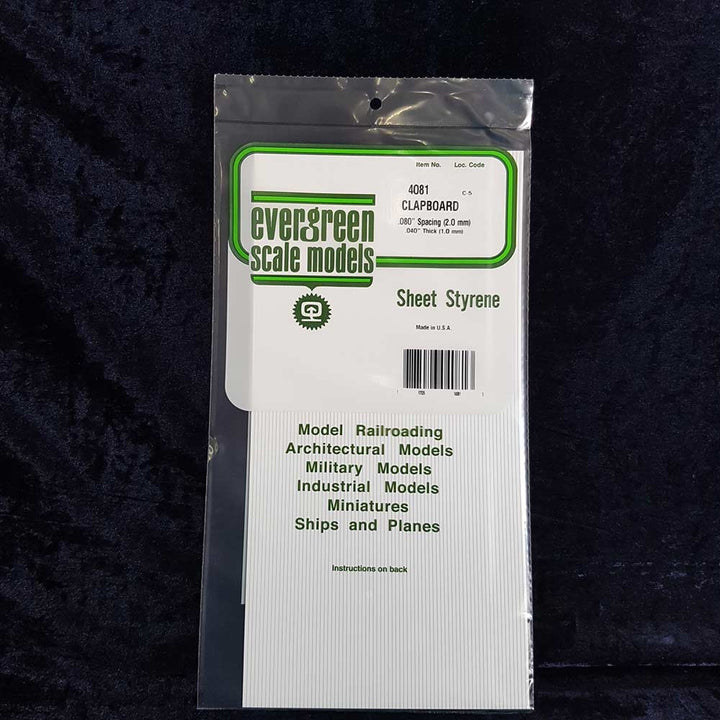 Item No. Loc. Code
4081 C-5
CLAPBOARD
.080" Spacing (2.0 mm)
.040" Thick (1.0 mm)
evergreen
scale models
Sheet Styrene
Made in U.S.A.
Model Railroading
Architectural Models
Military Models
Industrial Models
Miniatures
Ships and Planes
Instructions on back